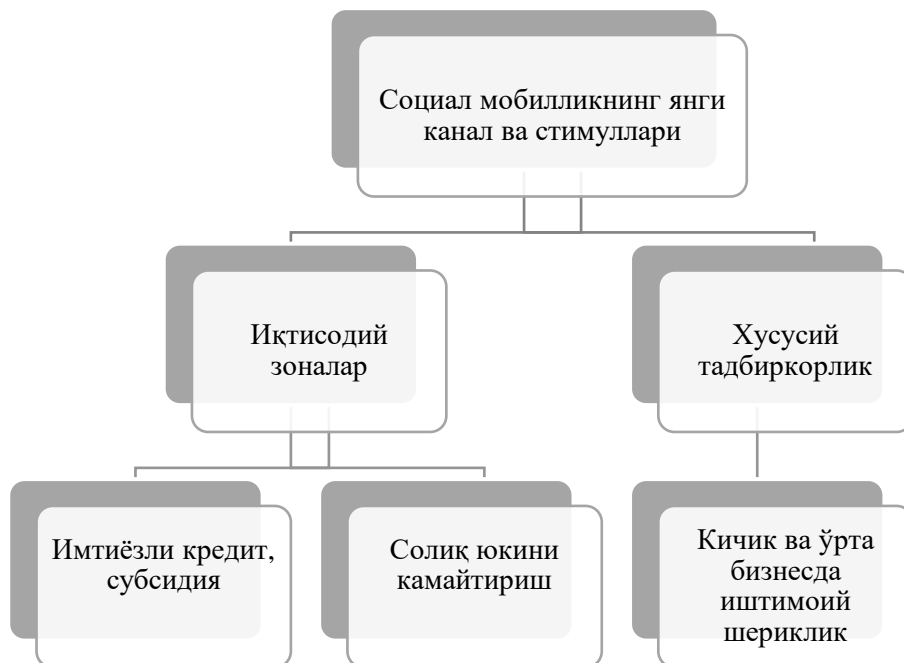 Социал мобилликнинг янги
канал ва стимуллари
Иқтисодий
зоналар
Хусусий
тадбиркорлик
Имтиёзли кредит,
субсидия
Солиқ юкини
камайтириш
Кичик ва ўрта
бизнесда
иштимоий
шериклик